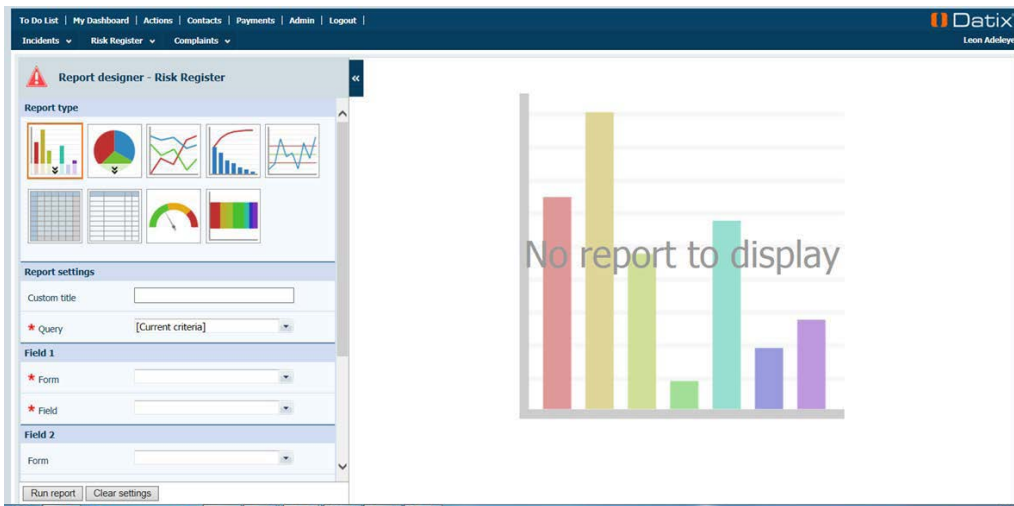 To Do List | My Dashboard | Actions | Contacts | Payments | Admin | Logout |
Datix
Incidents Risk Register Complaints
Leon Adeleye
Report designer - Risk Register
«
Report type
No report to display
Report settings
Custom title
* Query [Current criteria]
Field 1
* Form
* Field
Field 2
Form
Run report Clear settings